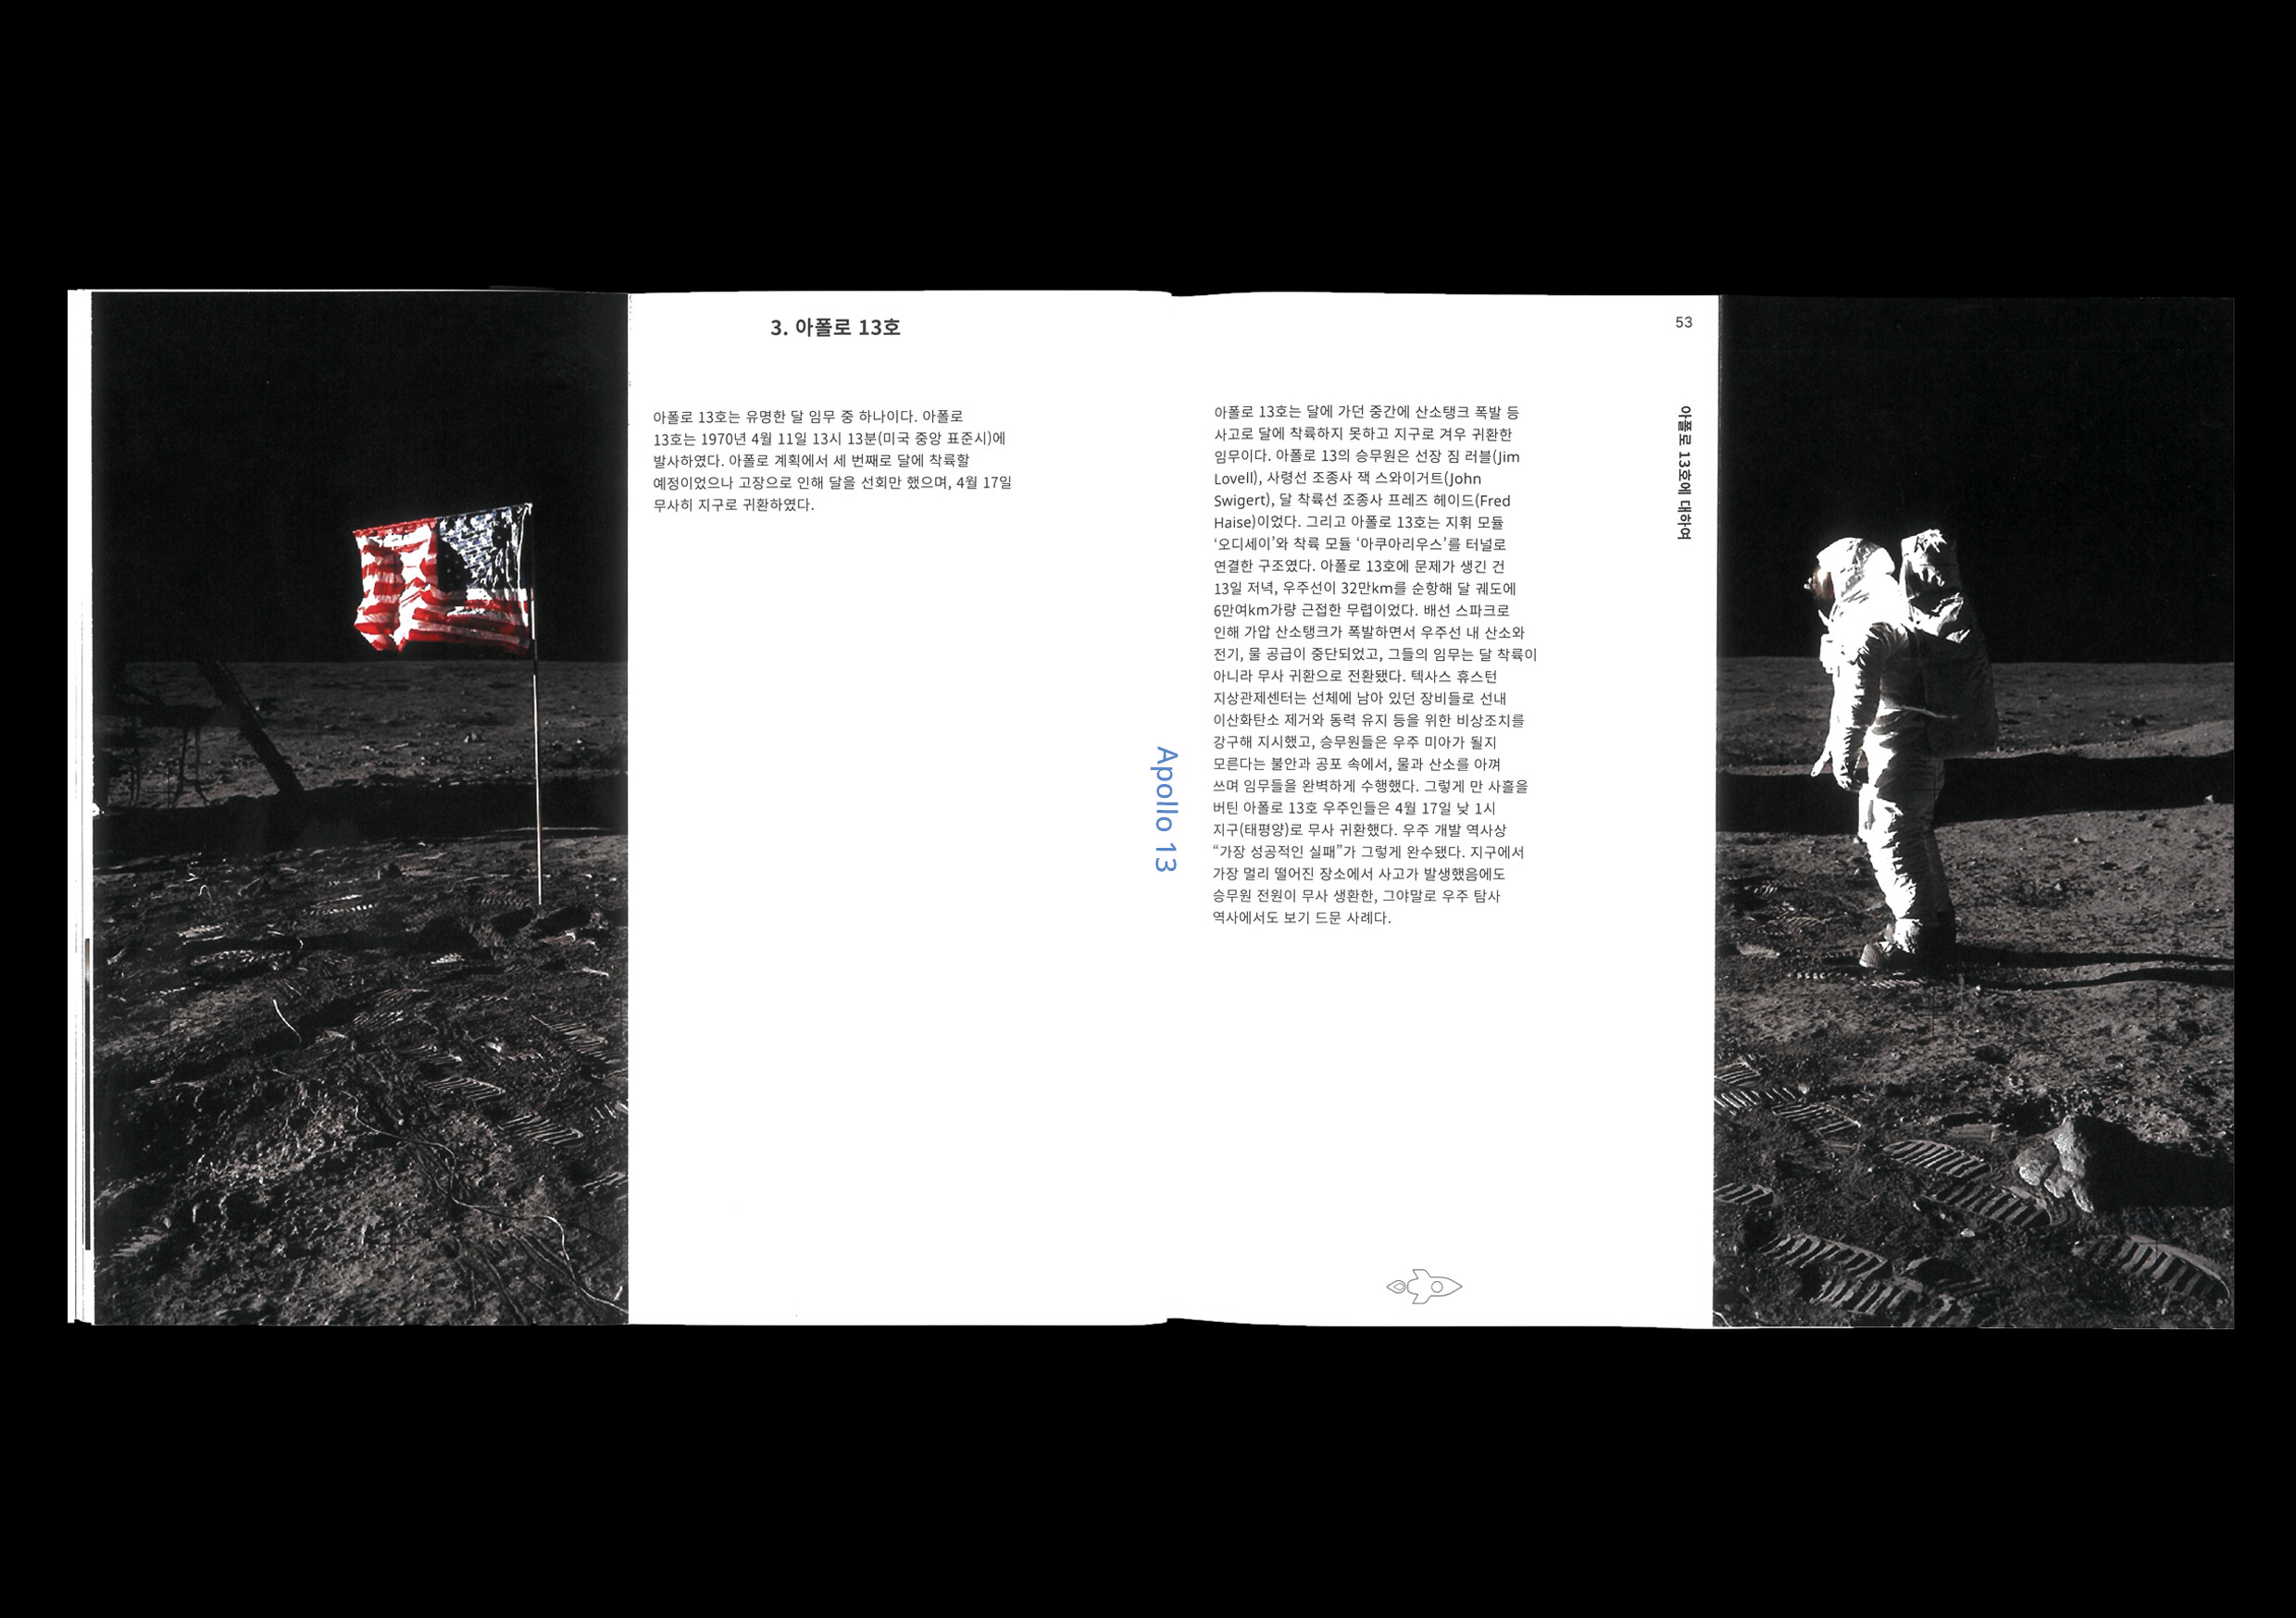 3. 아폴로 13호
아폴로 13호는 유명한 달 임무 중 하나이다. 아폴로
13호는 1970년 4월 11일 13시 13분(미국 중앙 표준시)에
발사하였다. 아폴로 계획에서 세 번째로 달에 착륙할
예정이었으나 고장으로 인해 달을 선회만 했으며, 4월 17일
무사히 지구로 귀환하였다.
Apollo 13
53
아폴로 13호에 대하여
아폴로 13호는 달에 가던 중간에 산소탱크 폭발 등
사고로 달에 착륙하지 못하고 지구로 겨우 귀환한
임무이다. 아폴로 13의 승무원은 선장 짐 러블(Jim
Lovell), 사령선 조종사 잭 스와이거트(John
Swigert), 달 착륙선 조종사 프레즈 헤이드(Fred
Haise)이었다. 그리고 아폴로 13호는 지휘 모듈
‘오디세이’와 착륙 모듈 ‘아쿠아리우스’를 터널로
연결한 구조였다. 아폴로 13호에 문제가 생긴 건
13일 저녁, 우주선이 32만km를 순항해 달 궤도에
6만여km가량 근접한 무렵이었다. 배선 스파크로
인해 가압 산소탱크가 폭발하면서 우주선 내 산소와
전기, 물 공급이 중단되었고, 그들의 임무는 달 착륙이
아니라 무사 귀환으로 전환됐다. 텍사스 휴스턴
지상관제센터는 선체에 남아 있던 장비들로 선내
이산화탄소 제거와 동력 유지 등을 위한 비상조치를
강구해 지시했고, 승무원들은 우주 미아가 될지
모른다는 불안과 공포 속에서, 물과 산소를 아껴
쓰며 임무들을 완벽하게 수행했다. 그렇게 만 사흘을
버틴 아폴로 13호 우주인들은 4월 17일 낮 1시
지구(태평양)로 무사 귀환했다. 우주 개발 역사상
“가장 성공적인 실패”가 그렇게 완수됐다. 지구에서
가장 멀리 떨어진 장소에서 사고가 발생했음에도
승무원 전원이 무사 생환한, 그야말로 우주 탐사
역사에서도 보기 드문 사례다.